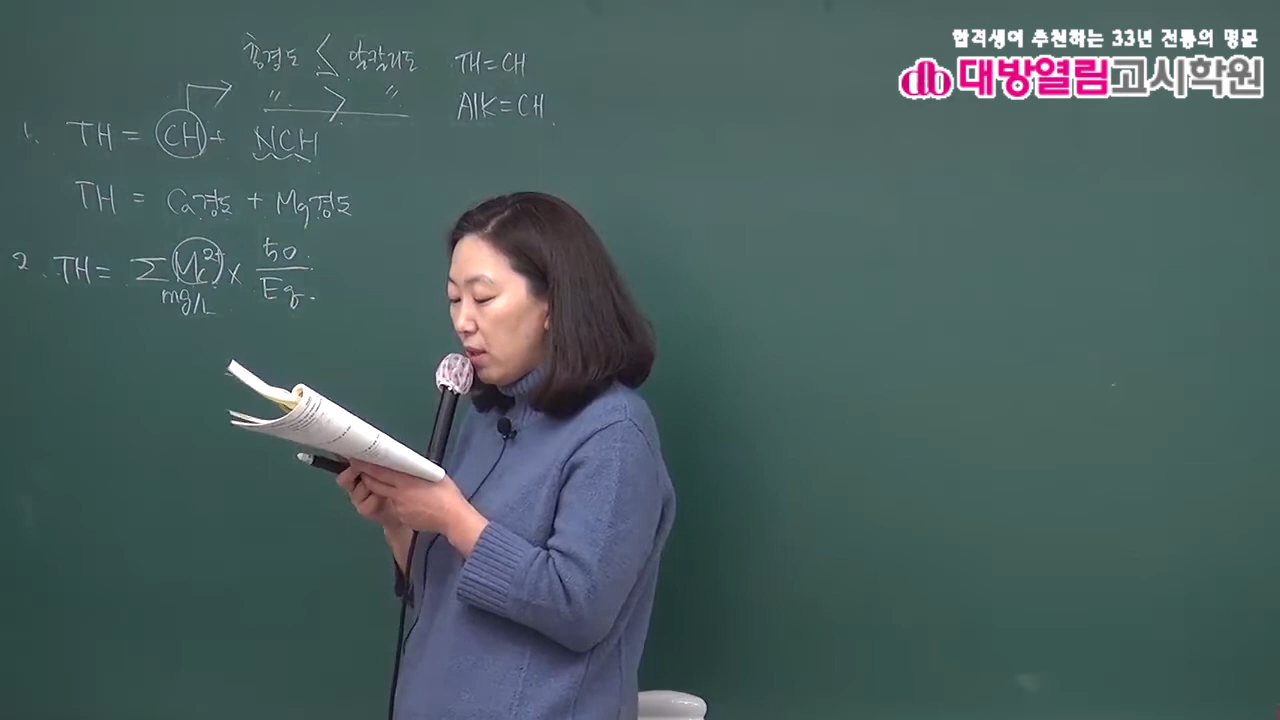 합격생이 추천하는 33년 전통의 명문
대방열림고시학원
총경도 ≤ 알칼리도 TH=CH
〃 > 〃 Alk=CH
1. TH = CH + NCH
TH = Ca경도 + Mg경도
2. TH = Σ Mc²⁺ × 50/Eq.
mg/L